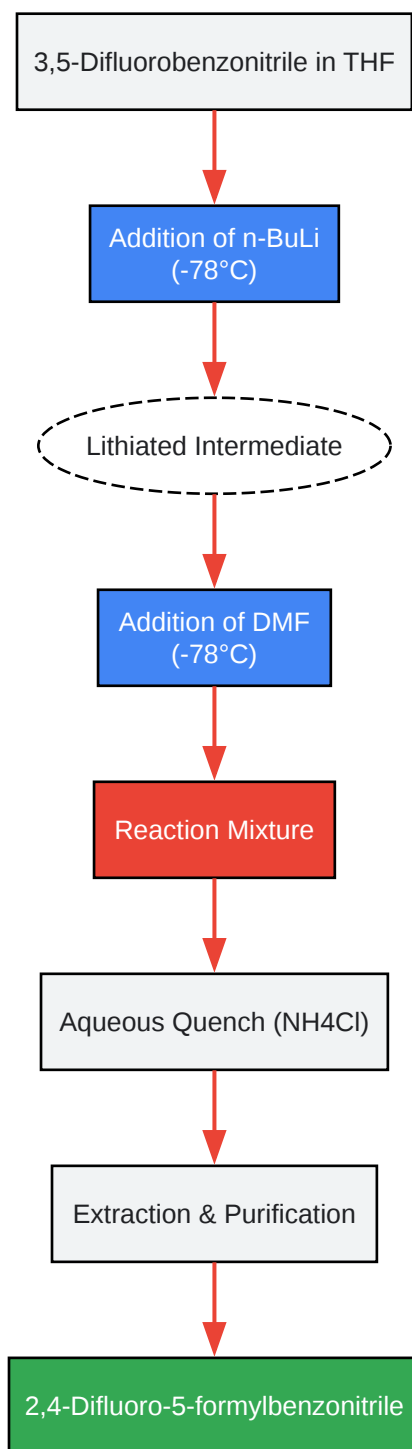 3,5-Difluorobenzonitrile in THF
Addition of n-BuLi
(-78°C)
Lithiated Intermediate
Addition of DMF
(-78°C)
Reaction Mixture
Aqueous Quench (NH4Cl)
Extraction & Purification
2,4-Difluoro-5-formylbenzonitrile